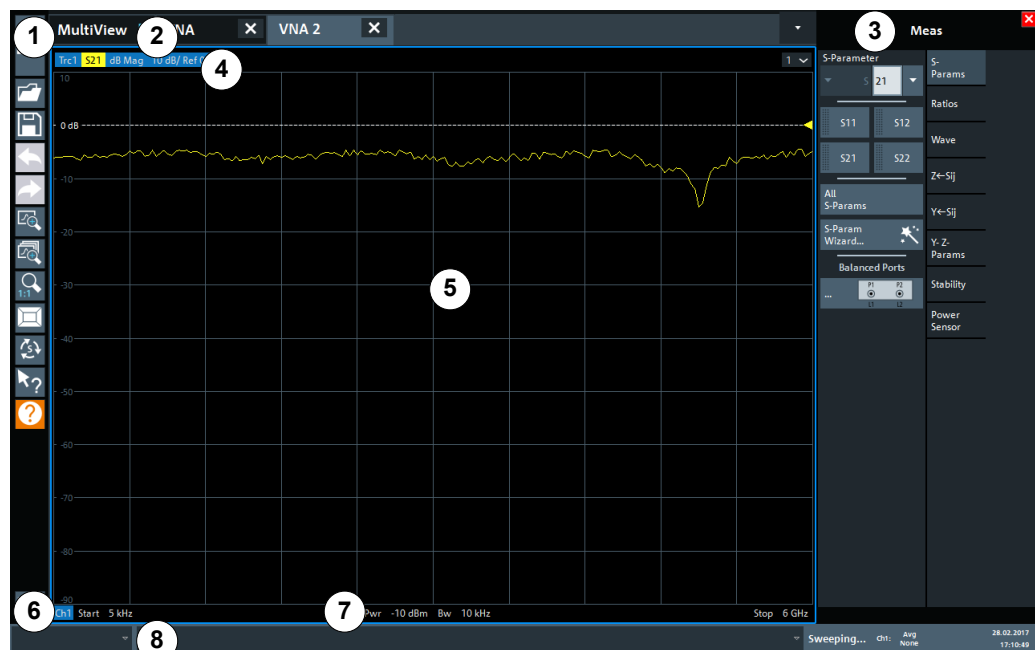 1
MultiView
2
NA
X
VNA 2
X
3
Meas
X
Trc1 S21 dB Mag 10 dB/ Ref 0
4
1
10
0 dB
-10
-20
-30
-40
-50
-60
-70
-80
-90
5
1:1
S
?
?
S-Parameter
S 21
S11
S12
S21
S22
All
S-Params
S-Param
Wizard...
Balanced Ports
...
P1 P2
L1 L2
S-
Params
Ratios
Wave
Z←Sij
Y←Sij
Y- Z-
Params
Stability
Power
Sensor
6
Ch1 Start 5 kHz
7
Pwr -10 dBm Bw 10 kHz
Stop 6 GHz
8
Sweeping...
Ch1:
Avg
None
28.02.2017
17:10:49